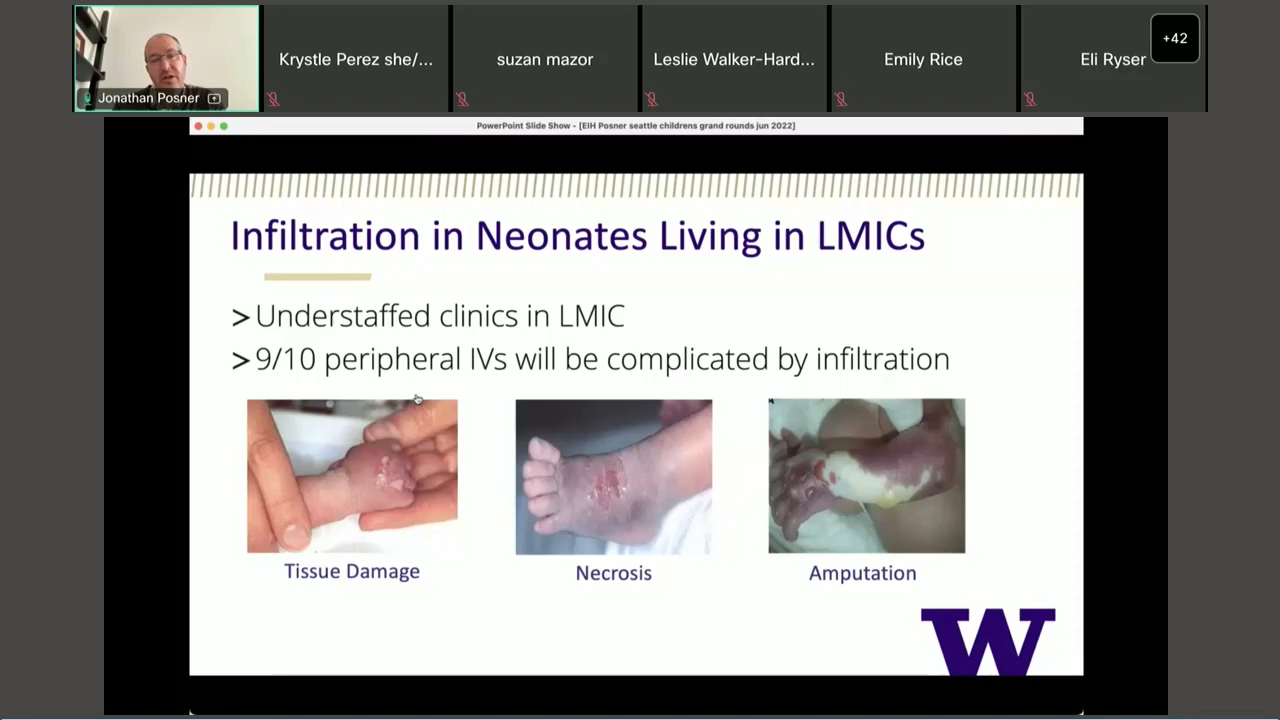 Krystle Perez she/...
suzan mazor
Leslie Walker-Hard...
Emily Rice
Eli Ryser
+42
Jonathan Posner
PowerPoint Slide Show - [EIH Posner seattle childrens grand rounds jun 2022]
Infiltration in Neonates Living in LMICs
> Understaffed clinics in LMIC
> 9/10 peripheral IVs will be complicated by infiltration
Tissue Damage
Necrosis
Amputation
W